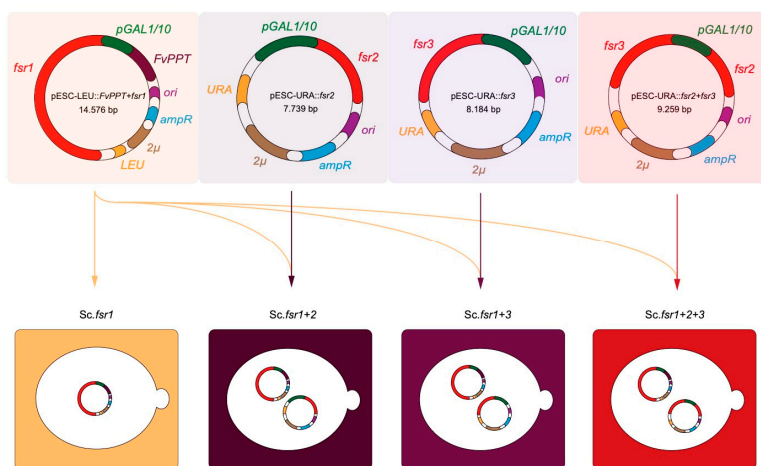 pGAL1/10
FvPPT
fsr1
pESC-LEU::FvPPT+fsr1
14.576 bp
ori
ampR
2μ
LEU
pGAL1/10
fsr2
URA
pESC-URA::fsr2
7.739 bp
ori
ampR
2μ
fsr3
pGAL1/10
pESC-URA::fsr3
8.184 bp
ori
URA
ampR
2μ
fsr3
pGAL1/10
fsr2
pESC-URA::fsr2+fsr3
9.259 bp
ori
URA
ampR
2μ
Sc.fsr1
Sc.fsr1+2
Sc.fsr1+3
Sc.fsr1+2+3